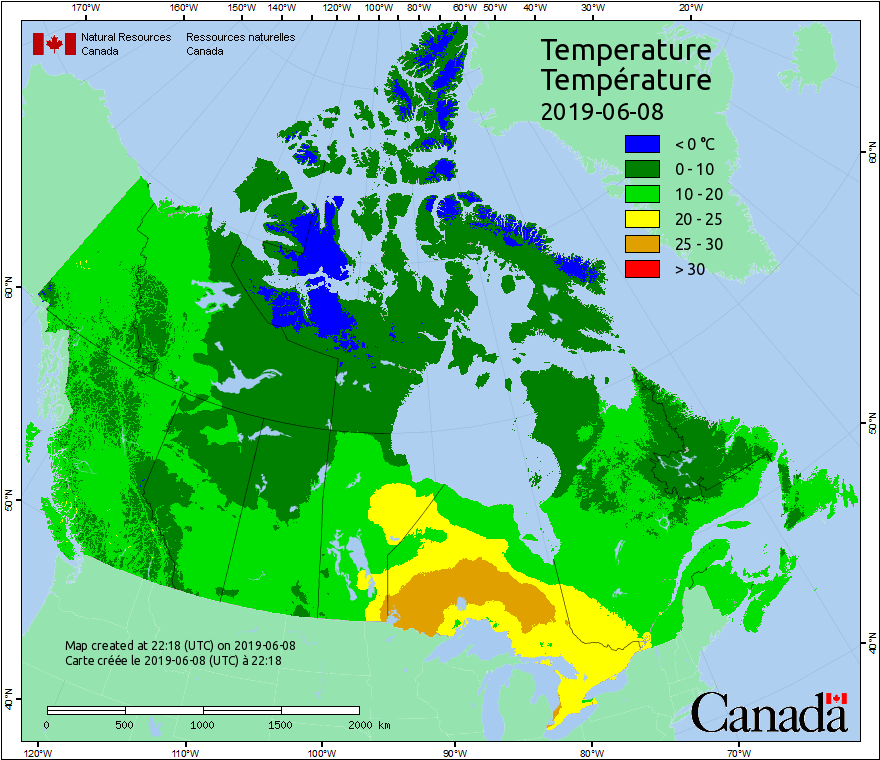 170°W 160°W 150°W 140°W 120°W 110°W 100°W 80°W 60°W 50°W 40°W 30°W 20°W
Natural Resources Ressources naturelles
Canada Canada
Temperature
Température
2019-06-08
< 0 °C
0 - 10
10 - 20
20 - 25
25 - 30
> 30
60°N
60°N
50°N
50°N
40°N
40°N
Map created at 22:18 (UTC) on 2019-06-08
Carte créée le 2019-06-08 (UTC) à 22:18
0 500 1000 1500 2000 km
Canada
120°W 110°W 100°W 90°W 80°W 70°W